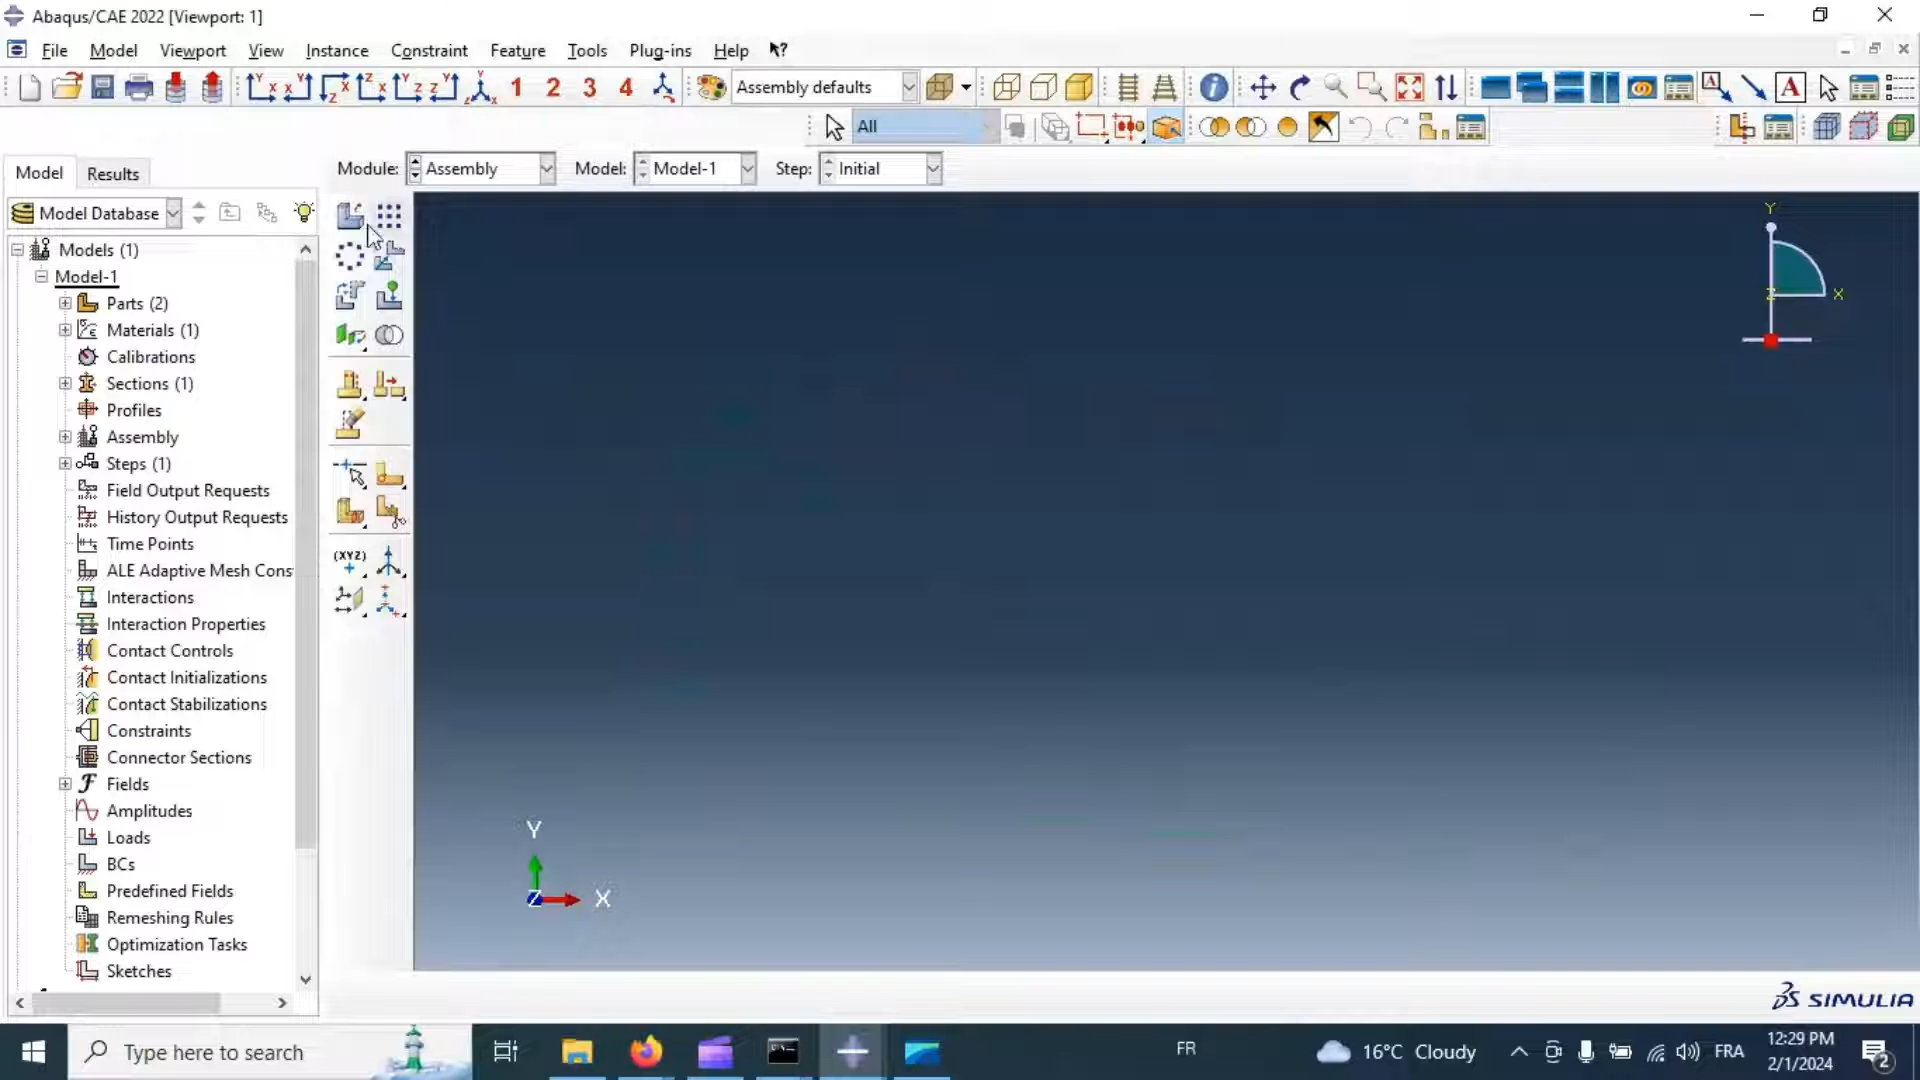 Abaqus/CAE 2022 [Viewport: 1]
File Model Viewport View Instance Constraint Feature Tools Plug-ins Help
1 2 3 4 Assembly defaults
All
Model Results
Module: Assembly Model: Model-1 Step: Initial
Model Database
Models (1)
Model-1
Parts (2)
Materials (1)
Calibrations
Sections (1)
Profiles
Assembly
Steps (1)
Field Output Requests
History Output Requests
Time Points
ALE Adaptive Mesh Cons
Interactions
Interaction Properties
Contact Controls
Contact Initializations
Contact Stabilizations
Constraints
Connector Sections
Fields
Amplitudes
Loads
BCs
Predefined Fields
Remeshing Rules
Optimization Tasks
Sketches
(XYZ)
Y
Z
X
Y
Z
X
SIMULIA
Type here to search
FR
16°C Cloudy
FRA
12:29 PM
2/1/2024
2